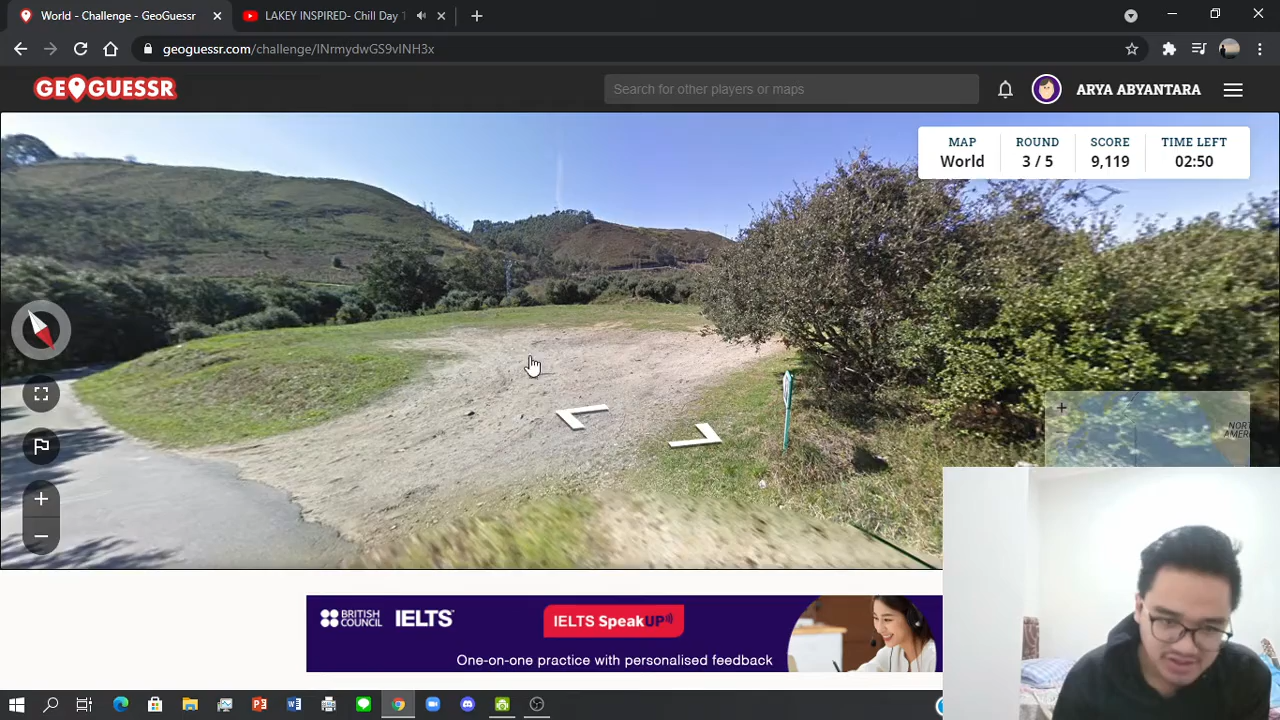 World - Challenge - GeoGuessr
LAKEY INSPIRED- Chill Day
geoguessr.com/challenge/lNrmydwGS9vINH3x
GEOGUESSR
Search for other players or maps
ARYA ABYANTARA
MAP ROUND SCORE TIME LEFT
World 3 / 5 9,119 02:50
BRITISH COUNCIL
IELTS
IELTS SpeakUP
One-on-one practice with personalised feedback